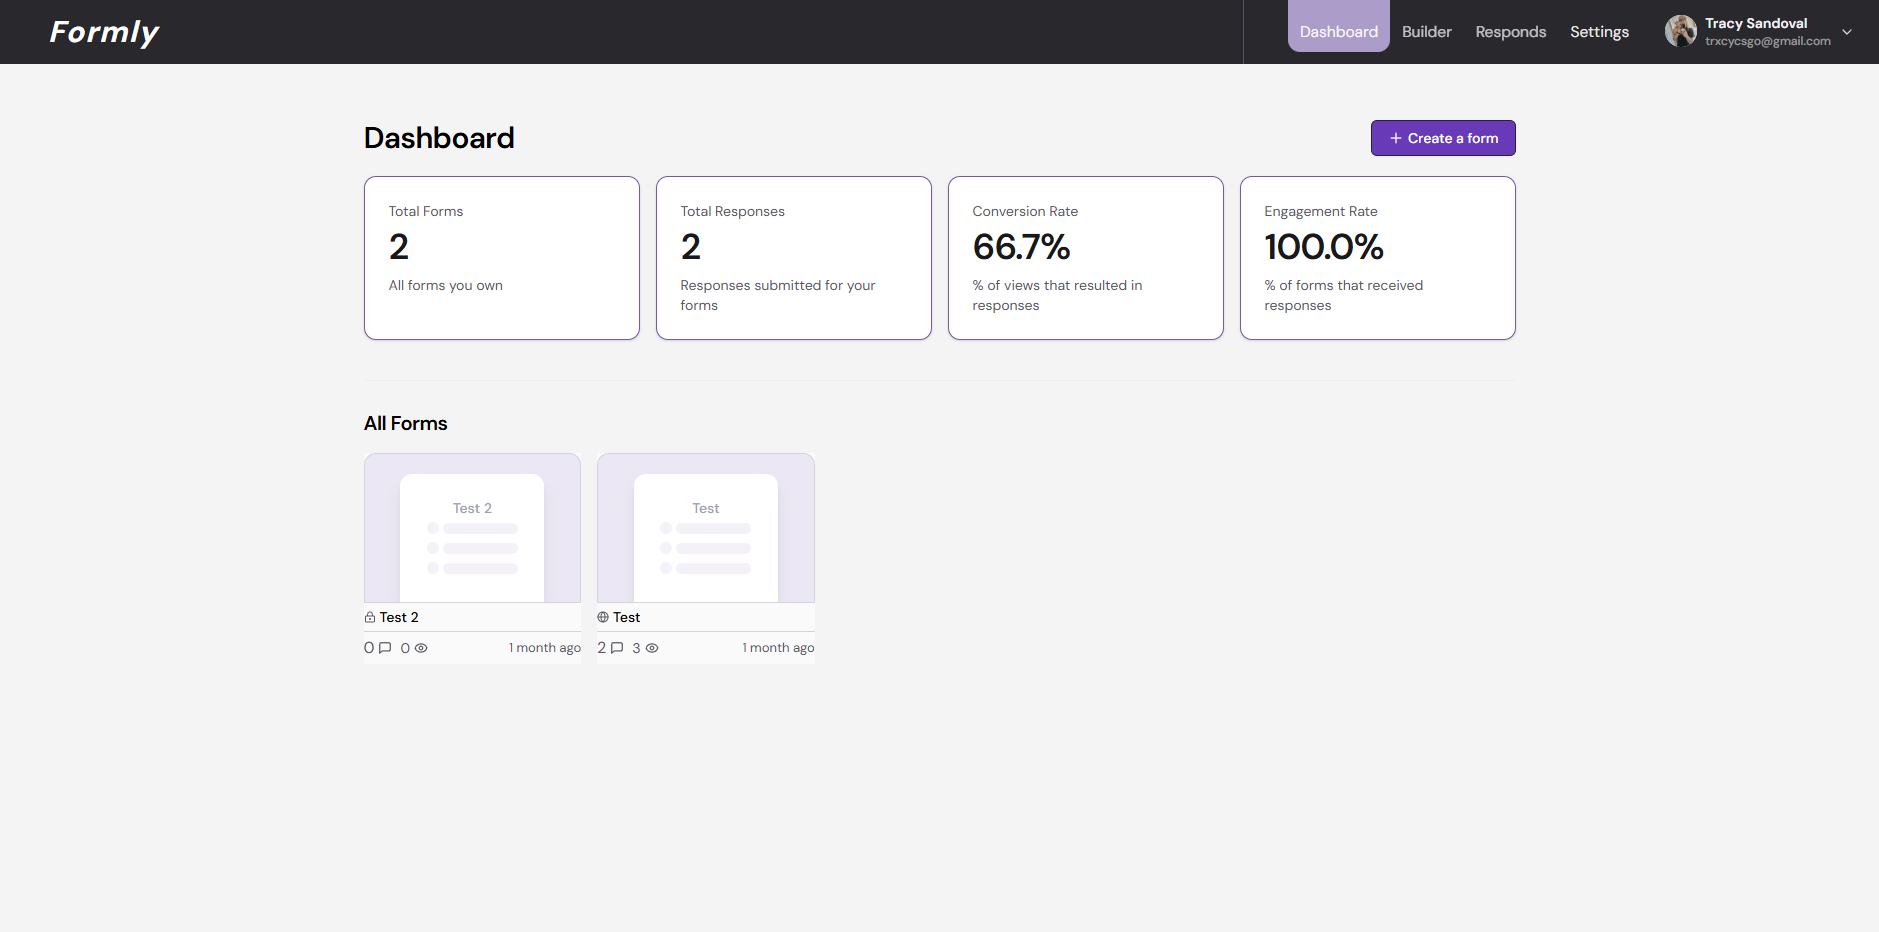 Formly
Dashboard Builder Responds Settings
Tracy Sandoval
trxcycsgo@gmail.com
Dashboard
+ Create a form
Total Forms
2
All forms you own
Total Responses
2
Responses submitted for your
forms
Conversion Rate
66.7%
% of views that resulted in
responses
Engagement Rate
100.0%
% of forms that received
responses
All Forms
Test 2
Test 2
0 0 1 month ago
Test
Test
2 3 1 month ago